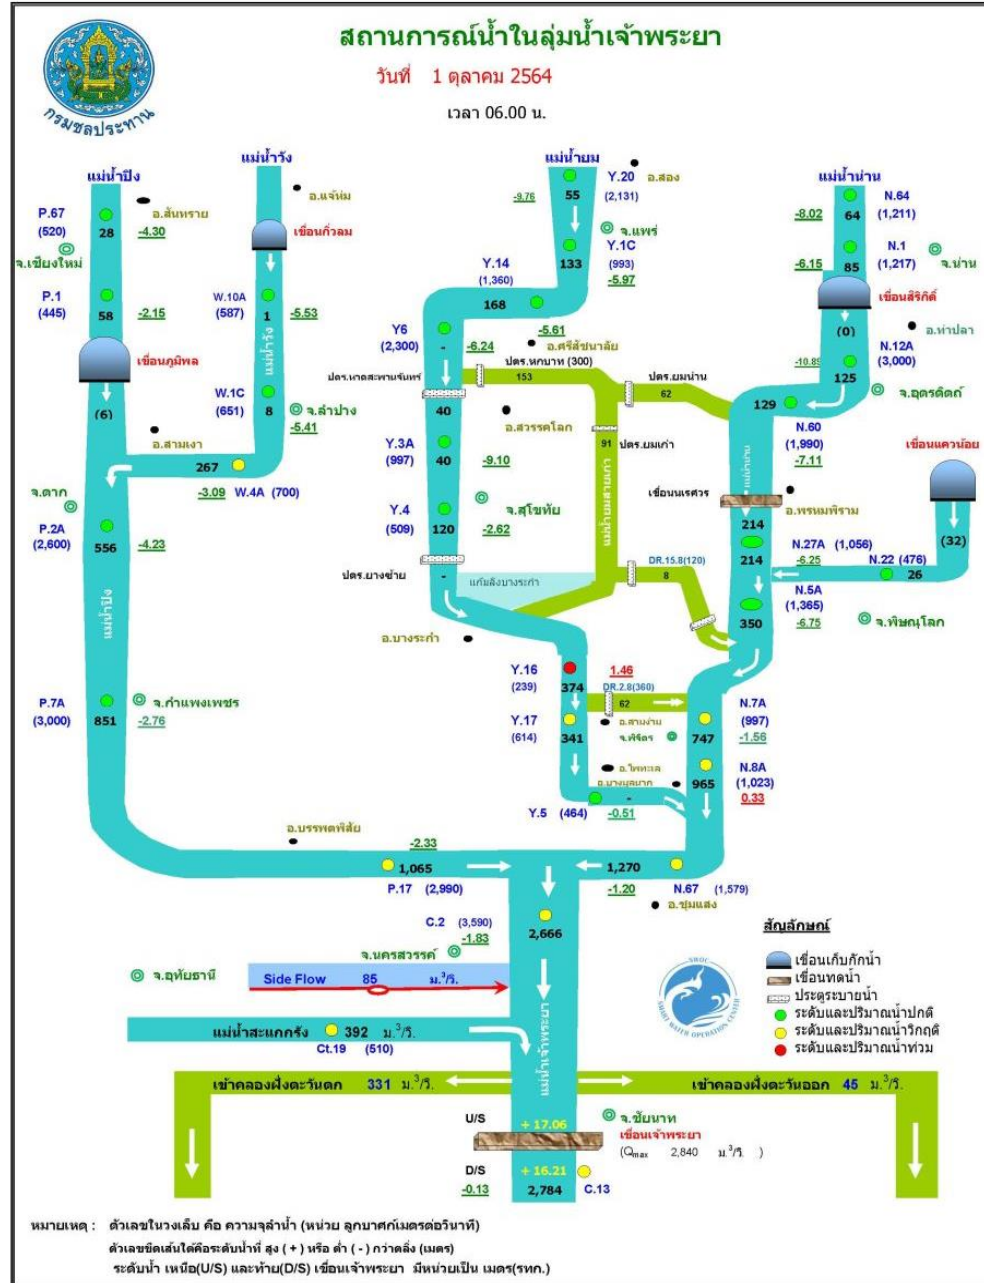 สถานการณ์น้ำในลุ่มน้ำเจ้าพระยา
วันที่ 1 ตุลาคม 2564
เวลา 06.00 น.
กรมชลประทาน
แม่น้ำปิง
แม่น้ำวัง
แม่น้ำยม
แม่น้ำน่าน
P.67
(520)
28
-4.30
อ.สันทราย
จ.เชียงใหม่
P.1
(445)
58
-2.15
เขื่อนภูมิพล
(6)
อ.แจ้ห่ม
เขื่อนกิ่วลม
W.10A
(587)
1
-5.53
แม่น้ำวัง
W.1C
(651)
8
จ.ลำปาง
-5.41
อ.สามเงา
267
-3.09 W.4A (700)
จ.ตาก
P.2A
(2,600)
556
-4.23
แม่น้ำปิง
P.7A
(3,000)
851
จ.กำแพงเพชร
-2.76
-9.76
55
Y.20
(2,131)
อ.สอง
จ.แพร่
133
Y.1C
(993)
-5.97
Y.14
(1,360)
168
-5.61
Y6
(2,300)
-
-6.24
อ.ศรีสัชนาลัย
ปตร.หกบาท (300)
153
ปตร.หาดสะพานจันทร์
40
อ.สวรรคโลก
Y.3A
(997)
40
-9.10
Y.4
(509)
120
จ.สุโขทัย
-2.62
ปตร.ยางซ้าย
-
แก้มลิงบางระกำ
อ.บางระกำ
ปตร.ยมน่าน
62
91
ปตร.ยมเก่า
แม่น้ำยมสายเก่า
DR.15.8(120)
8
-8.02
64
N.64
(1,211)
-6.15
85
N.1
(1,217)
จ.น่าน
เขื่อนสิริกิติ์
(0)
อ.ท่าปลา
N.12A
(3,000)
-10.89
125
จ.อุตรดิตถ์
129
N.60
(1,990)
-7.11
เขื่อนแควน้อย
(32)
แม่น้ำน่าน
เขื่อนนเรศวร
อ.พรหมพิราม
214
N.27A (1,056)
214
-6.25
N.22 (476)
26
N.5A
(1,365)
350
-6.75
จ.พิษณุโลก
Y.16
(239)
374
1.46
DR.2.8(360)
62
Y.17
(614)
341
อ.สามง่าม
จ.พิจิตร
N.7A
(997)
747
-1.56
อ.โพทะเล
อ.บางมูลนาก
965
N.8A
(1,023)
0.33
Y.5 (464)
-
-0.51
อ.บรรพตพิสัย
-2.33
1,065
P.17 (2,990)
1,270
-1.20
N.67 (1,579)
อ.ชุมแสง
C.2 (3,590)
-1.83
2,666
จ.นครสวรรค์
จ.อุทัยธานี
Side Flow 85 ม.³/วิ.
แม่น้ำสะแกกรัง 392 ม.³/วิ.
Ct.19 (510)
แม่น้ำเจ้าพระยา
เข้าคลองฝั่งตะวันตก 331 ม.³/วิ.
เข้าคลองฝั่งตะวันออก 45 ม.³/วิ.
U/S
+ 17.06
จ.ชัยนาท
เขื่อนเจ้าพระยา
(Qmax 2,840 ม.³/วิ. )
D/S
+ 16.21
-0.13
2,784
C.13
SWOC
SMART WATER OPERATION CENTER
สัญลักษณ์
เขื่อนเก็บกักน้ำ
เขื่อนทดน้ำ
ประตูระบายน้ำ
ระดับและปริมาณน้ำปกติ
ระดับและปริมาณน้ำวิกฤติ
ระดับและปริมาณน้ำท่วม
หมายเหตุ : ตัวเลขในวงเล็บ คือ ความจุลำน้ำ (หน่วย ลูกบาศก์เมตรต่อวินาที)
ตัวเลขขีดเส้นใต้คือระดับน้ำที่ สูง ( + ) หรือ ต่ำ ( - ) กว่าตลิ่ง (เมตร)
ระดับน้ำ เหนือ(U/S) และท้าย(D/S) เขื่อนเจ้าพระยา มีหน่วยเป็น เมตร(รทก.)